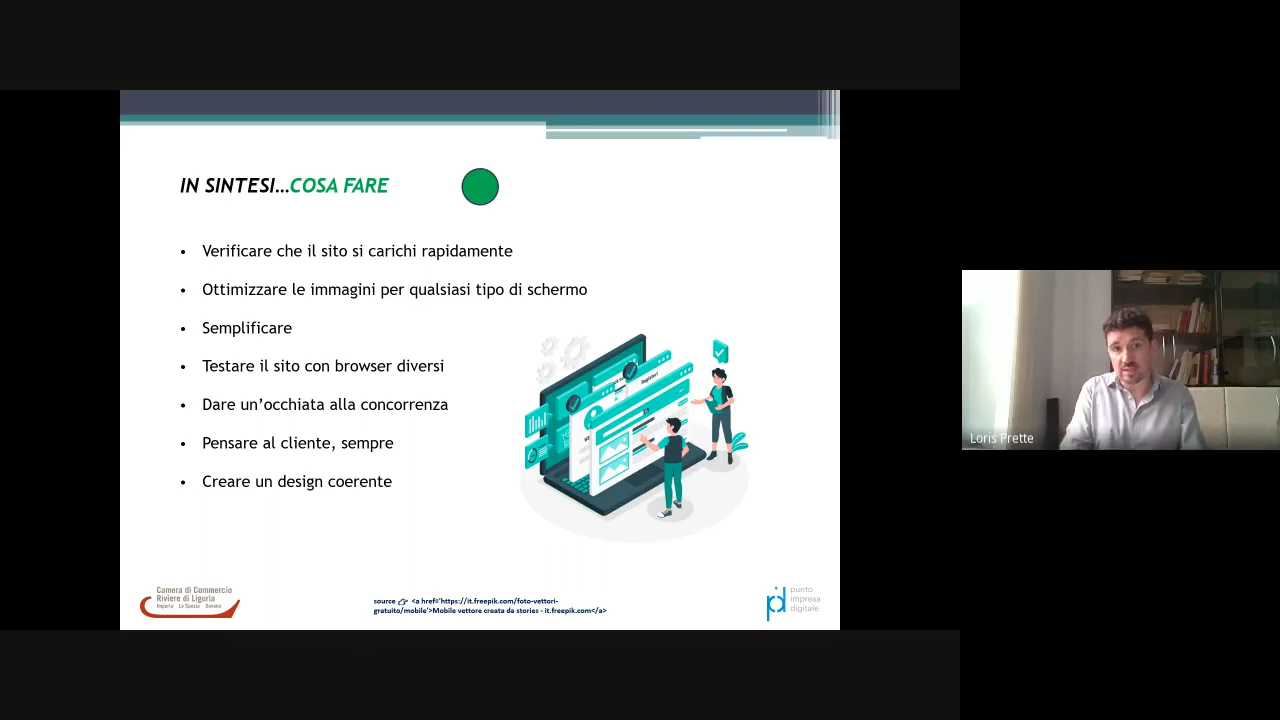 IN SINTESI…COSA FARE
• Verificare che il sito si carichi rapidamente
• Ottimizzare le immagini per qualsiasi tipo di schermo
• Semplificare
• Testare il sito con browser diversi
• Dare un’occhiata alla concorrenza
• Pensare al cliente, sempre
• Creare un design coerente
Camera di Commercio
Riviere di Liguria
Imperia La Spezia Savona
source <a href='https://it.freepik.com/foto-vettori-
gratuito/mobile'>Mobile vettore creata da stories - it.freepik.com</a>
punto
impresa
digitale
Loris Prette